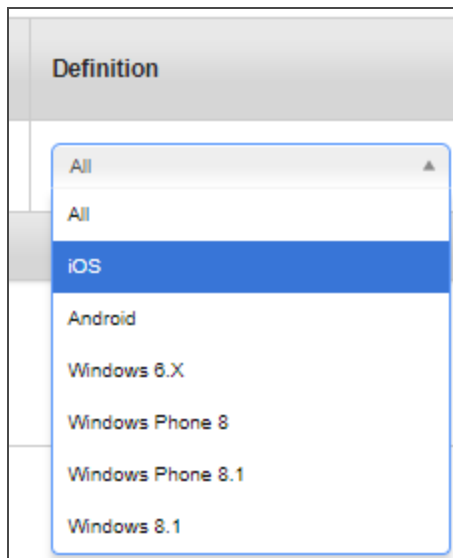 Definition
All
All
iOS
Android
Windows 6.X
Windows Phone 8
Windows Phone 8.1
Windows 8.1